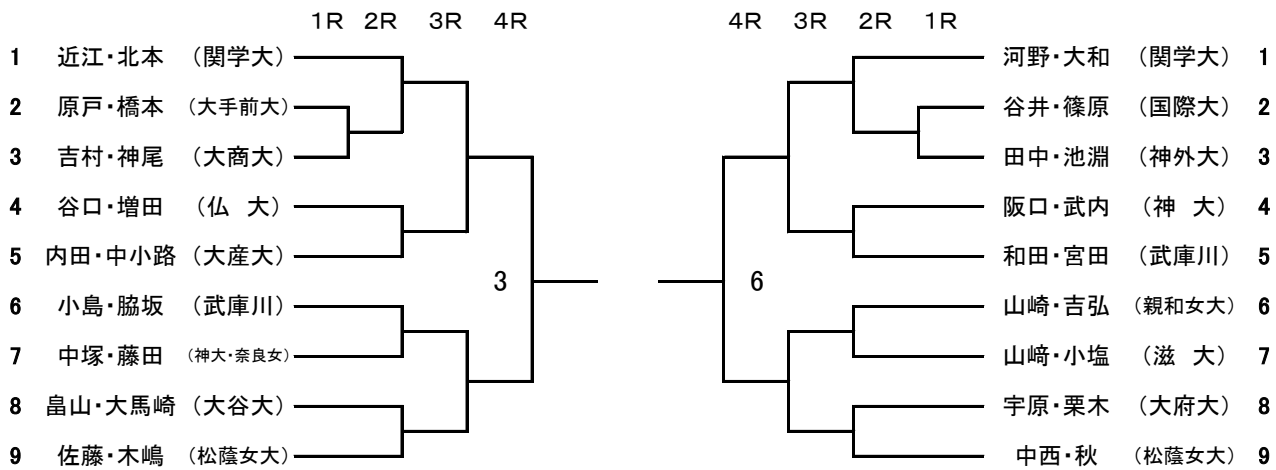 1R 2R 3R 4R 4R 3R 2R 1R
1 近江・北本 (関学大) 河野・大和 (関学大) 1
2 原戸・橋本 (大手前大) 谷井・篠原 (国際大) 2
3 吉村・神尾 (大商大) 田中・池淵 (神外大) 3
4 谷口・増田 (仏 大) 阪口・武内 (神 大) 4
5 内田・中小路 (大産大) 和田・宮田 (武庫川) 5
3 6
6 小島・脇坂 (武庫川) 山崎・吉弘 (親和女大) 6
7 中塚・藤田 (神大・奈良女) 山﨑・小塩 (滋 大) 7
8 畠山・大馬崎 (大谷大) 宇原・栗木 (大府大) 8
9 佐藤・木嶋 (松蔭女大) 中西・秋 (松蔭女大) 9